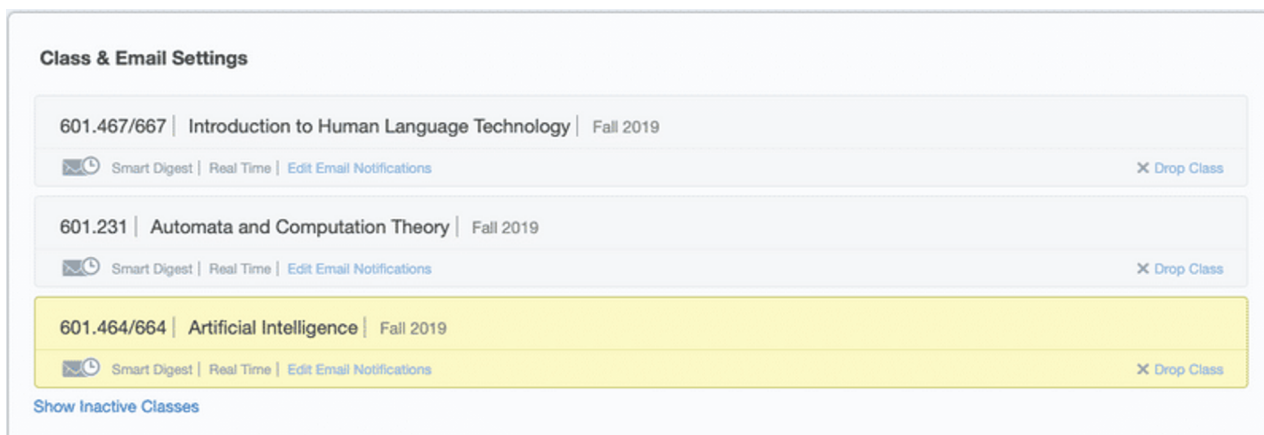 Class & Email Settings
601.467/667 | Introduction to Human Language Technology | Fall 2019
Smart Digest | Real Time | Edit Email Notifications Drop Class
601.231 | Automata and Computation Theory | Fall 2019
Smart Digest | Real Time | Edit Email Notifications Drop Class
601.464/664 | Artificial Intelligence | Fall 2019
Smart Digest | Real Time | Edit Email Notifications Drop Class
Show Inactive Classes